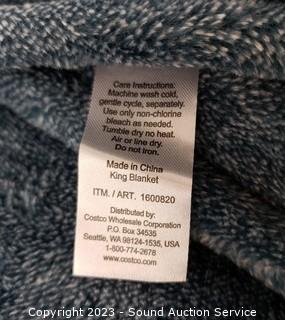 Care Instructions:
Machine wash cold,
gentle cycle, separately.
Use only non-chlorine
bleach as needed.
Tumble dry no heat.
Air or line dry.
Do not Iron.
Made in China
King Blanket
ITM. / ART. 1600820
Distributed by:
Costco Wholesale Corporation
P.O. Box 34535
Seattle, WA 98124-1535, USA
1-800-774-2678
www.costco.com
Copyright © 2023 - Sound Auction Service